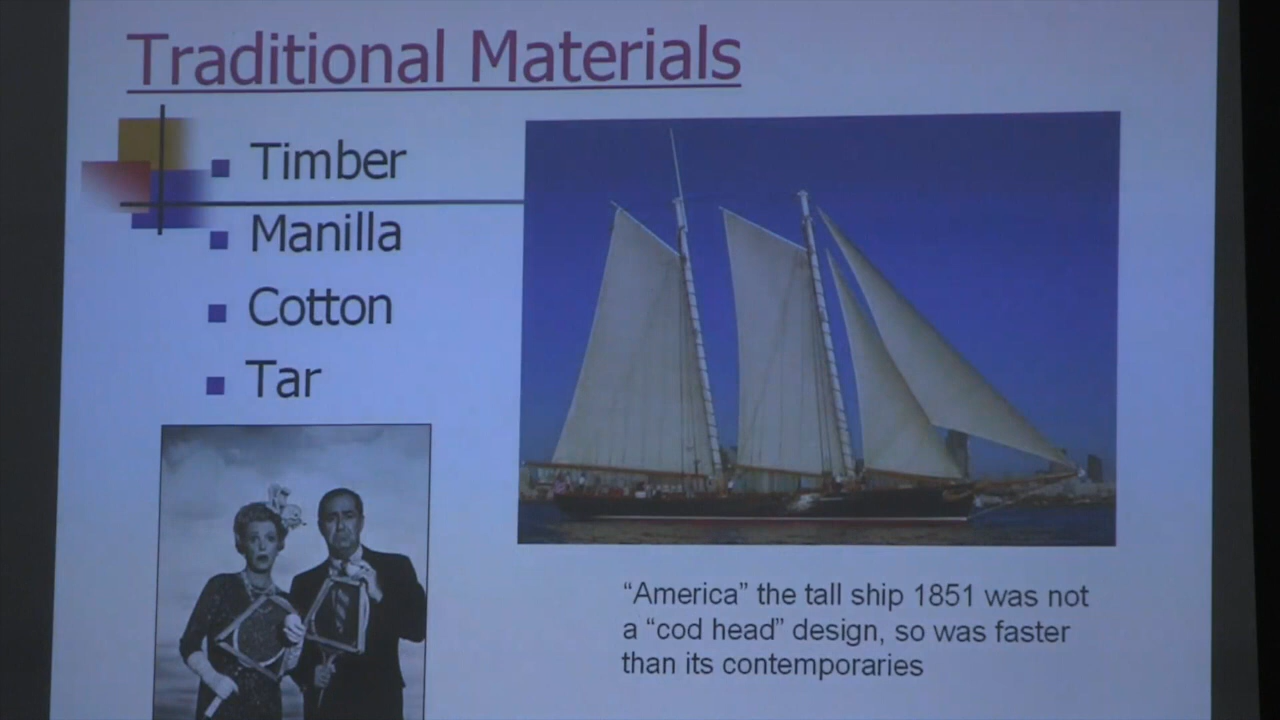 Traditional Materials
Timber
Manilla
Cotton
Tar
“America” the tall ship 1851 was not
a “cod head” design, so was faster
than its contemporaries